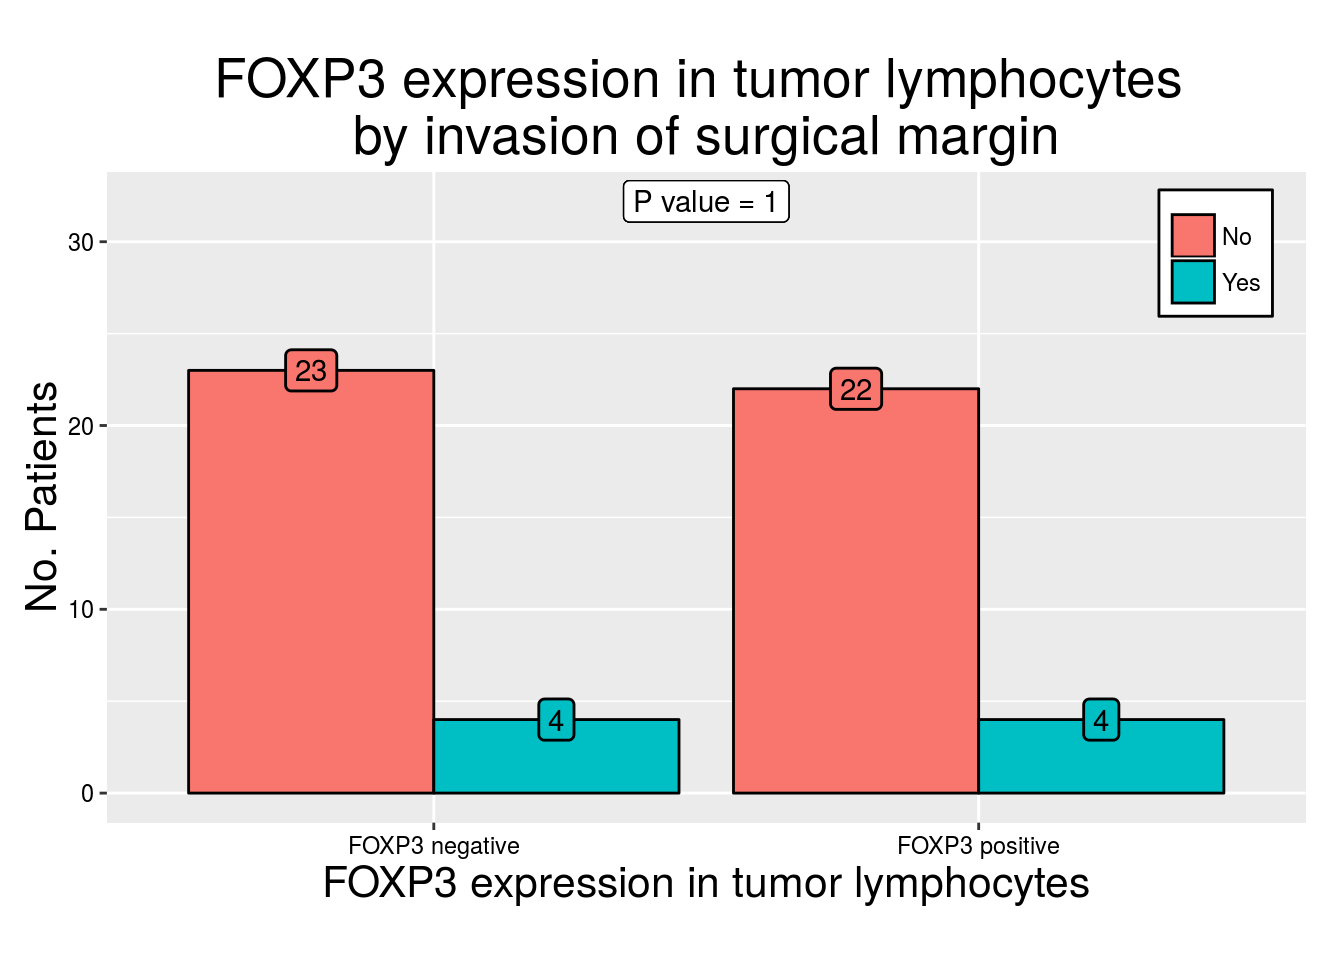 FOXP3 expression in tumor lymphocytes
by invasion of surgical margin
P value = 1
No
Yes
No. Patients
30
20
10
0
23
4
22
4
FOXP3 negative
FOXP3 positive
FOXP3 expression in tumor lymphocytes